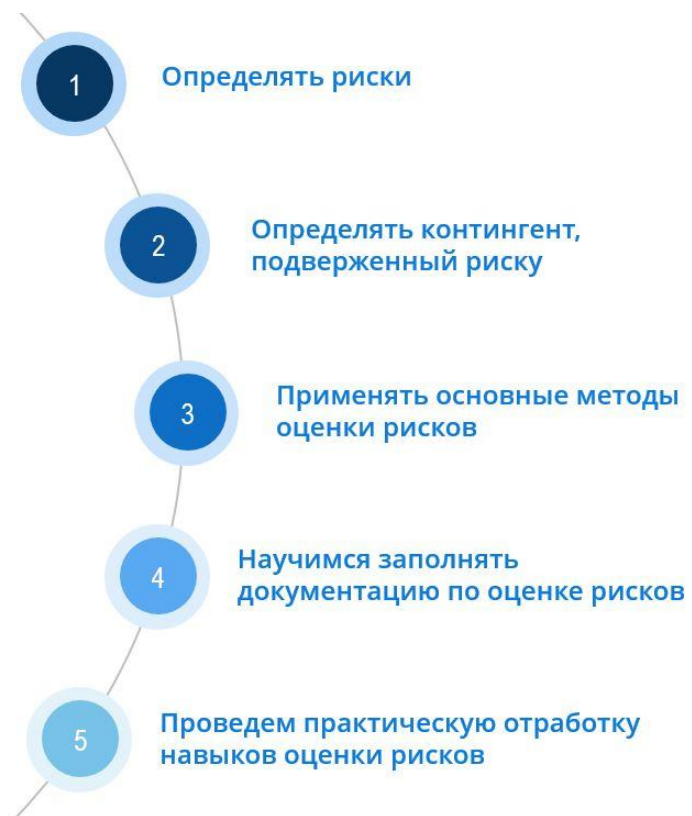 1
Определять риски
2
Определять контингент,
подверженный риску
3
Применять основные методы
оценки рисков
4
Научимся заполнять
документацию по оценке рисков
5
Проведем практическую отработку
навыков оценки рисков